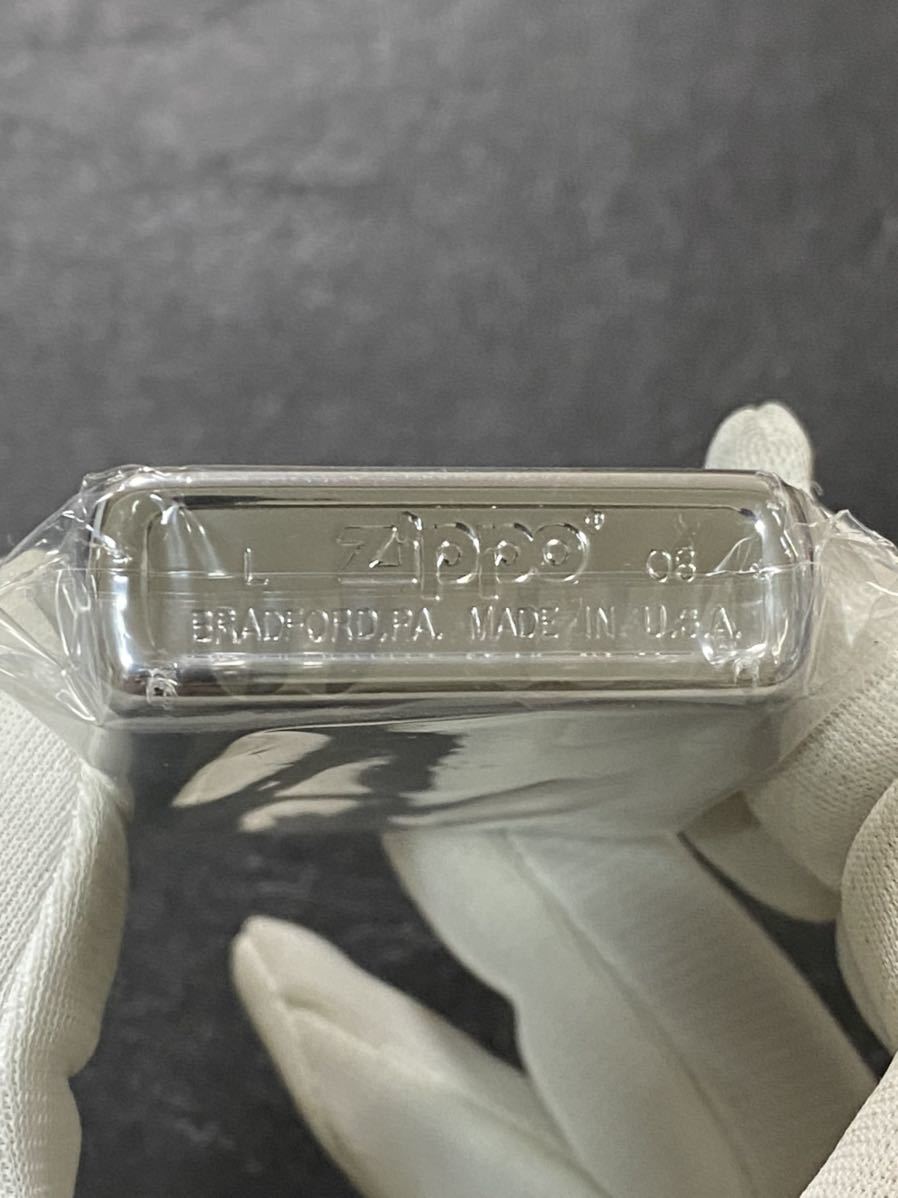 L Zippo 08
BRADFORD,PA. MADE IN U.S.A.